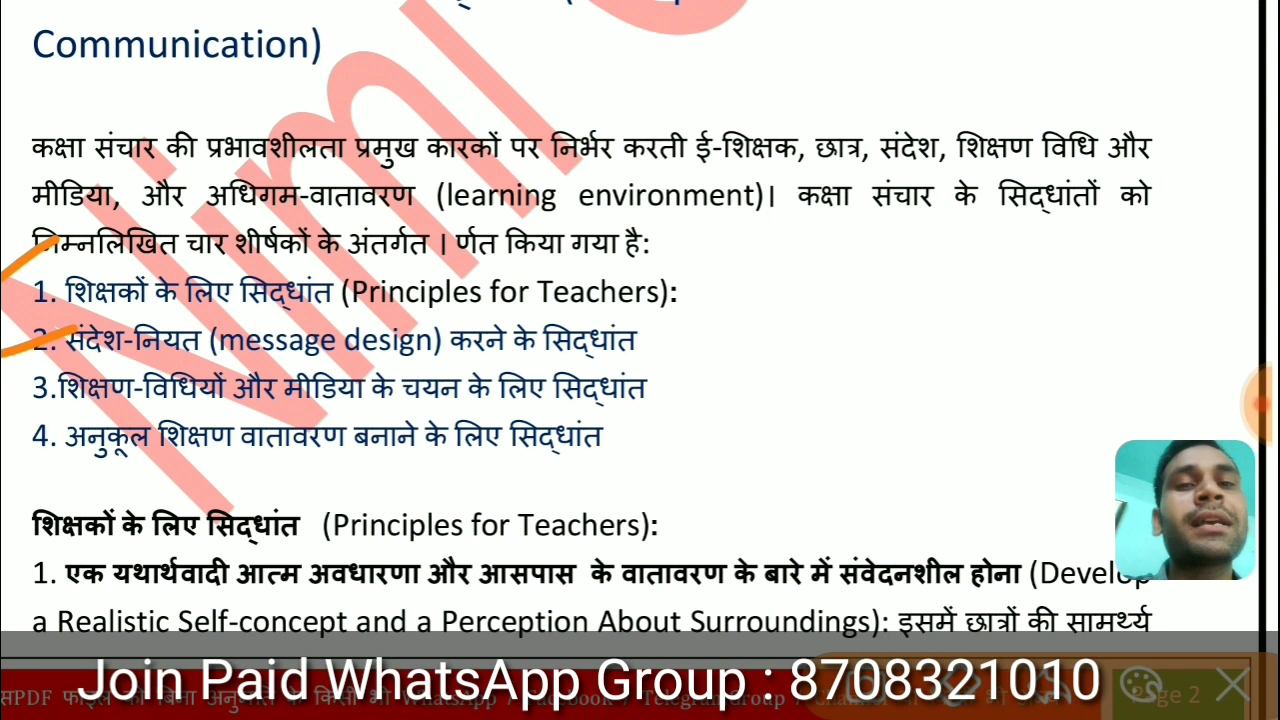 Communication)
कक्षा संचार की प्रभावशीलता प्रमुख कारकों पर निर्भर करती ई-शिक्षक, छात्र, संदेश, शिक्षण विधि और
मीडिया, और अधिगम-वातावरण (learning environment)। कक्षा संचार के सिद्धांतों को
निम्नलिखित चार शीर्षकों के अंतर्गत । र्णत किया गया है:
1. शिक्षकों के लिए सिद्धांत (Principles for Teachers):
2. संदेश-नियत (message design) करने के सिद्धांत
3.शिक्षण-विधियों और मीडिया के चयन के लिए सिद्धांत
4. अनुकूल शिक्षण वातावरण बनाने के लिए सिद्धांत
शिक्षकों के लिए सिद्धांत (Principles for Teachers):
1. एक यथार्थवादी आत्म अवधारणा और आसपास के वातावरण के बारे में संवेदनशील होना (Develop
a Realistic Self-concept and a Perception About Surroundings): इसमें छात्रों की सामर्थ्य
Join Paid WhatsApp Group : 8708321010
Page 2